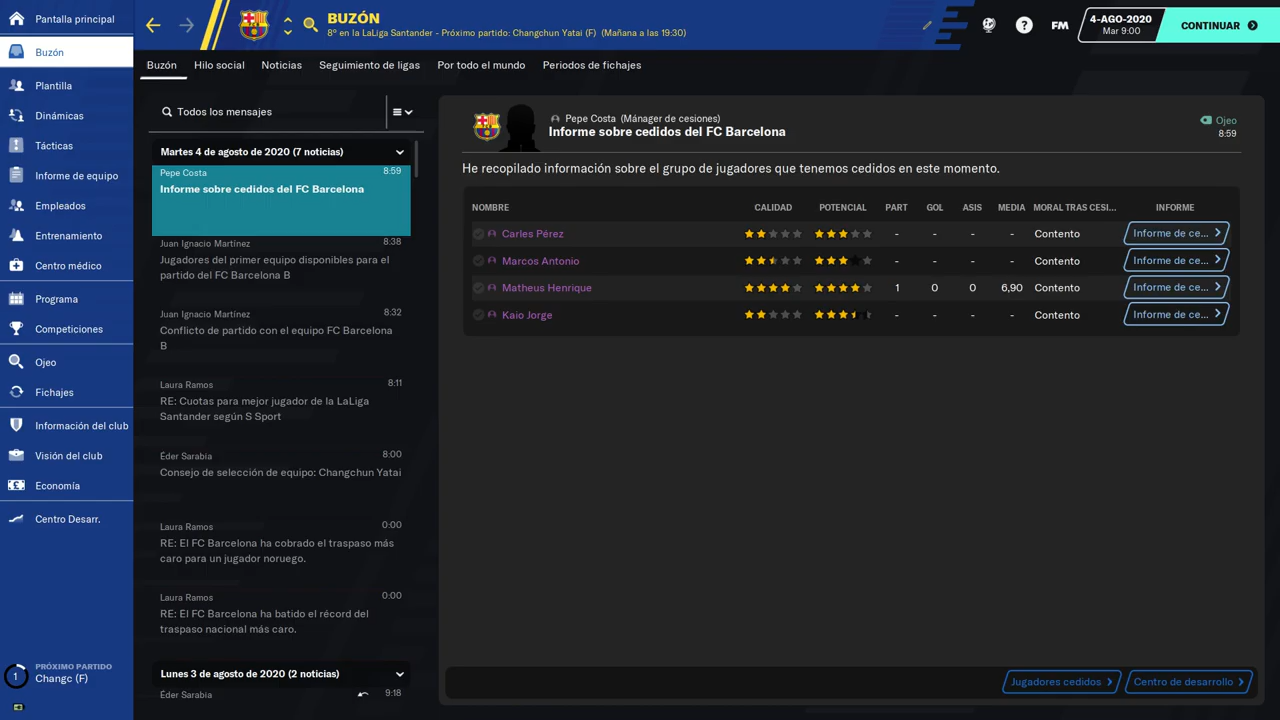 Pantalla principal
Buzón
Plantilla
Dinámicas
Tácticas
Informe de equipo
Empleados
Entrenamiento
Centro médico
Programa
Competiciones
Ojeo
Fichajes
Información del club
Visión del club
Economía
Centro Desarr.
PRÓXIMO PARTIDO
1 Changc (F)
BUZÓN
8º en la LaLiga Santander - Próximo partido: Changchun Yatai (F) (Mañana a las 19:30)
? FM
4-AGO-2020
Mar 9:00
CONTINUAR
Buzón Hilo social Noticias Seguimiento de ligas Por todo el mundo Periodos de fichajes
Todos los mensajes
Martes 4 de agosto de 2020 (7 noticias)
Pepe Costa 8:59
Informe sobre cedidos del FC Barcelona
Juan Ignacio Martínez 8:38
Jugadores del primer equipo disponibles para el
partido del FC Barcelona B
Juan Ignacio Martínez 8:32
Conflicto de partido con el equipo FC Barcelona
B
Laura Ramos 8:11
RE: Cuotas para mejor jugador de la LaLiga
Santander según S Sport
Éder Sarabia 8:00
Consejo de selección de equipo: Changchun Yatai
Laura Ramos 0:00
RE: El FC Barcelona ha cobrado el traspaso más
caro para un jugador noruego.
Laura Ramos 0:00
RE: El FC Barcelona ha batido el récord del
traspaso nacional más caro.
Lunes 3 de agosto de 2020 (2 noticias)
Éder Sarabia 9:18
Pepe Costa (Mánager de cesiones)
Informe sobre cedidos del FC Barcelona
Ojeo
8:59
He recopilado información sobre el grupo de jugadores que tenemos cedidos en este momento.
NOMBRE CALIDAD POTENCIAL PART GOL ASIS MEDIA MORAL TRAS CESI... INFORME
Carles Pérez - - - - Contento Informe de ce...
Marcos Antonio - - - - Contento Informe de ce...
Matheus Henrique 1 0 0 6,90 Contento Informe de ce...
Kaio Jorge - - - - Contento Informe de ce...
Jugadores cedidos Centro de desarrollo